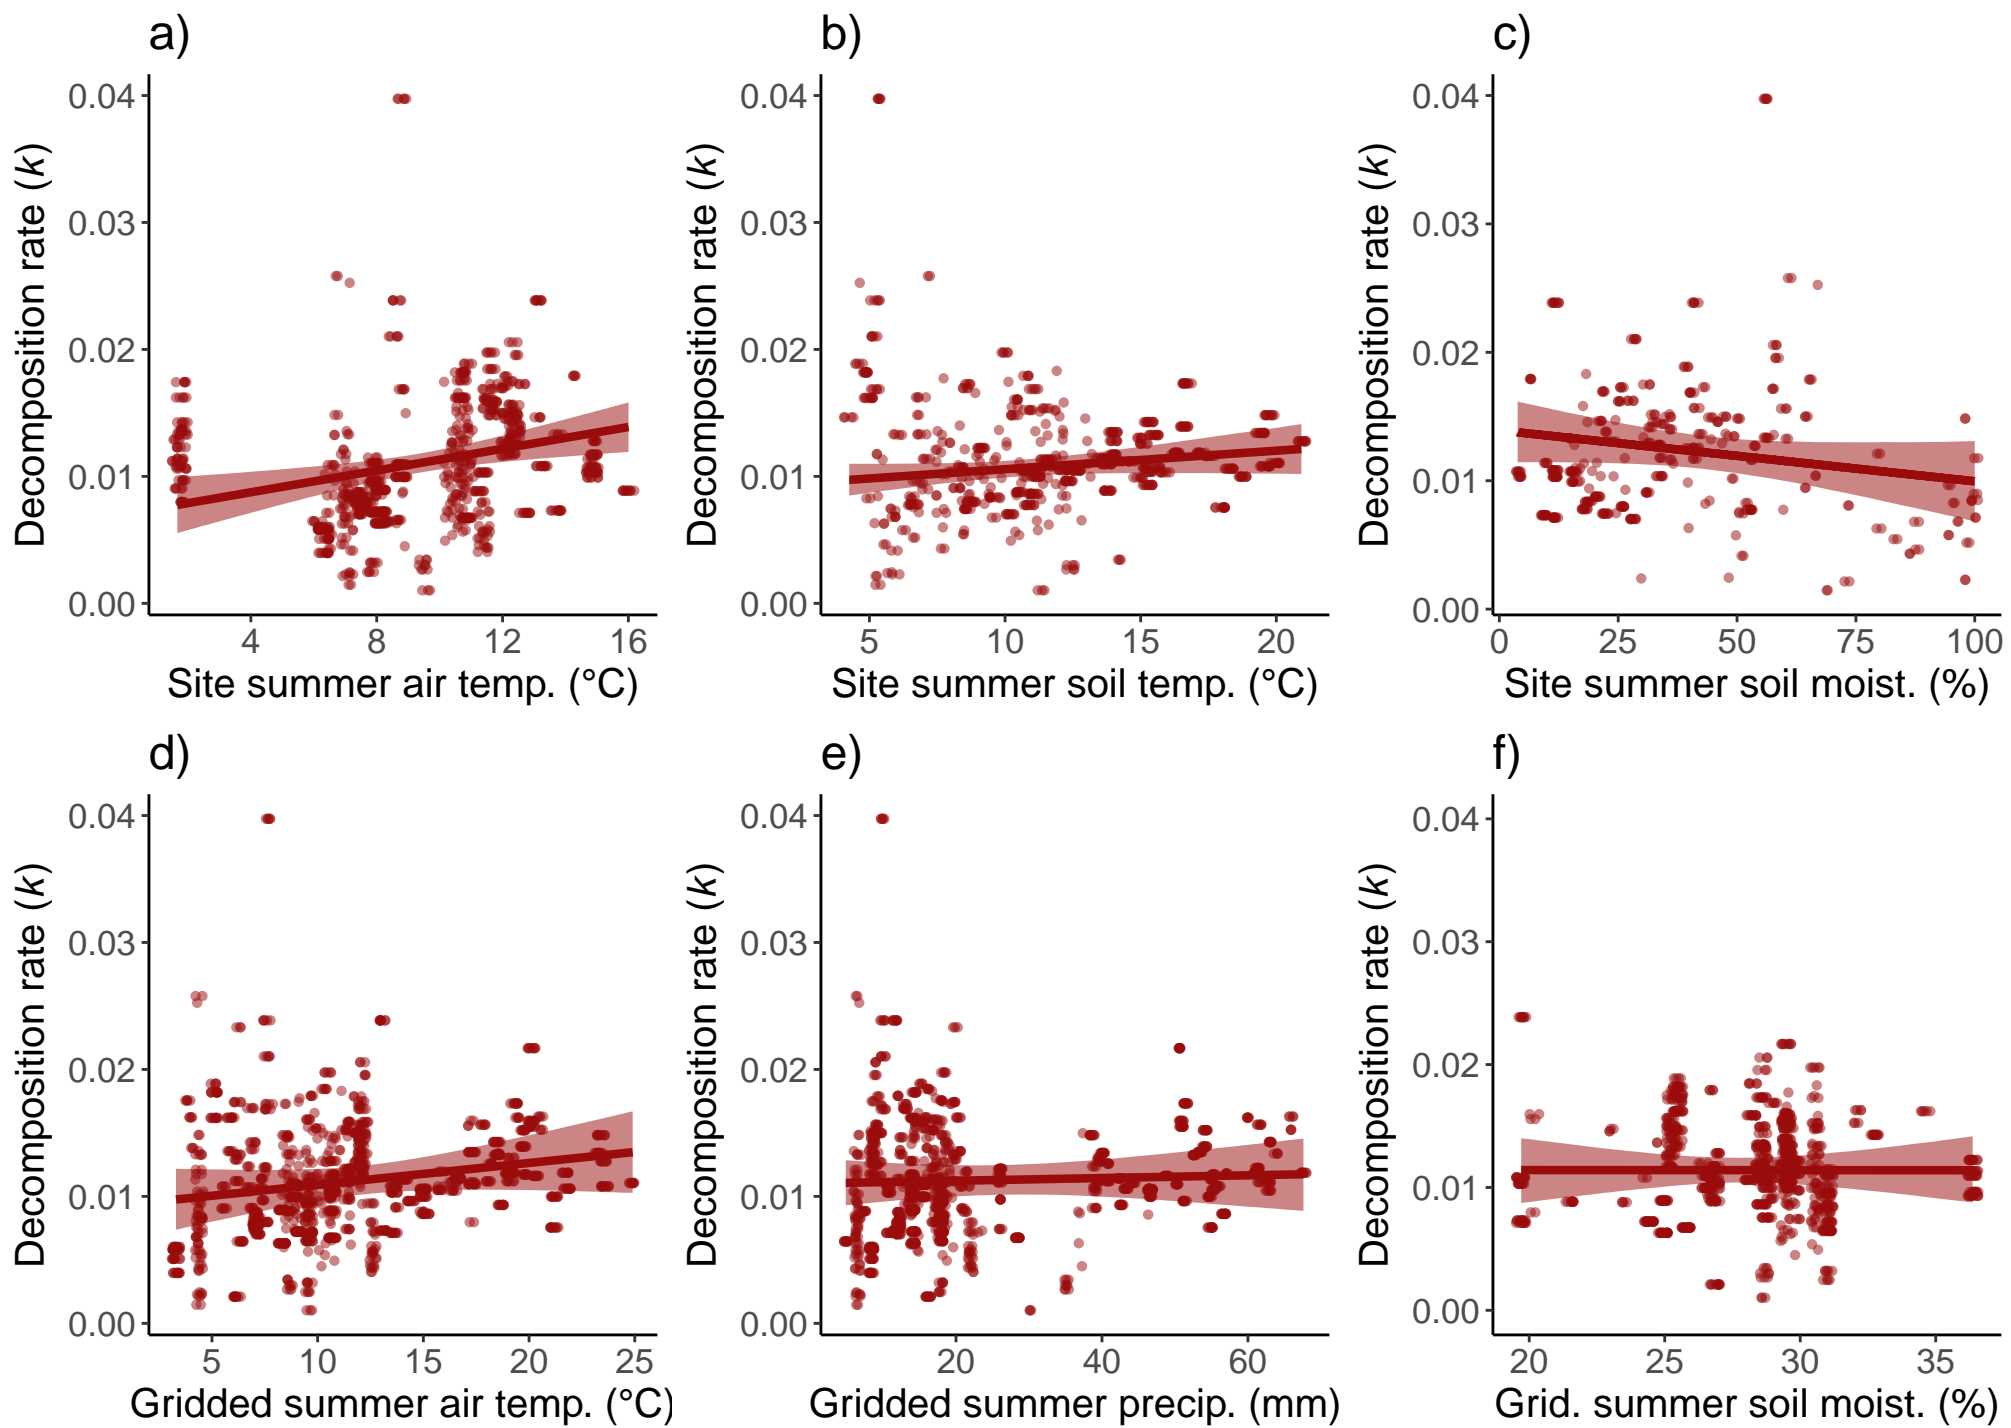 a)
Decomposition rate (k)
0.04
0.03
0.02
0.01
0.00
4 8 12 16
Site summer air temp. (°C)
b)
Decomposition rate (k)
0.04
0.03
0.02
0.01
0.00
5 10 15 20
Site summer soil temp. (°C)
c)
Decomposition rate (k)
0.04
0.03
0.02
0.01
0.00
0 25 50 75 100
Site summer soil moist. (%)
d)
Decomposition rate (k)
0.04
0.03
0.02
0.01
0.00
5 10 15 20 25
Gridded summer air temp. (°C)
e)
Decomposition rate (k)
0.04
0.03
0.02
0.01
0.00
20 40 60
Gridded summer precip. (mm)
f)
Decomposition rate (k)
0.04
0.03
0.02
0.01
0.00
20 25 30 35
Grid. summer soil moist. (%)